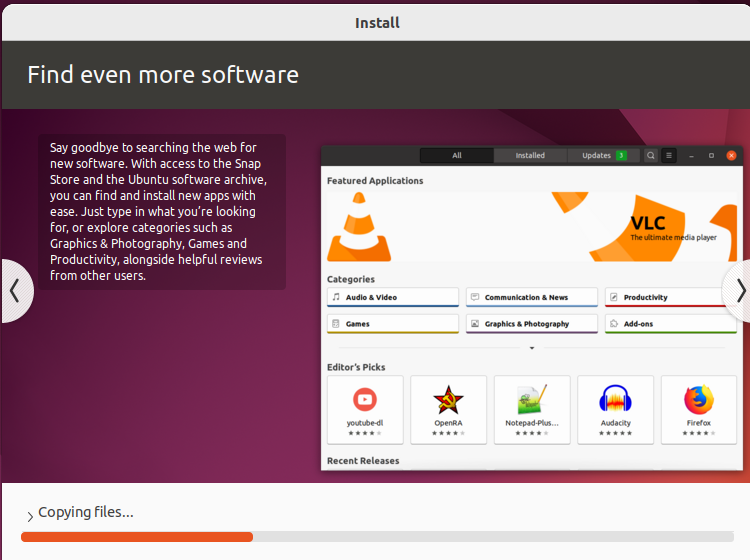 Install
Find even more software
Say goodbye to searching the web for
new software. With access to the Snap
Store and the Ubuntu software archive,
you can find and install new apps with
ease. Just type in what you're looking
for, or explore categories such as
Graphics & Photography, Games and
Productivity, alongside helpful reviews
from other users.
All Installed Updates 3
Featured Applications
VLC
The ultimate media player
Categories
Audio & Video Communication & News Productivity
Games Graphics & Photography Add-ons
Editor's Picks
youtube-dl OpenRA Notepad-Plus... Audacity Firefox
Recent Releases
Copying files...